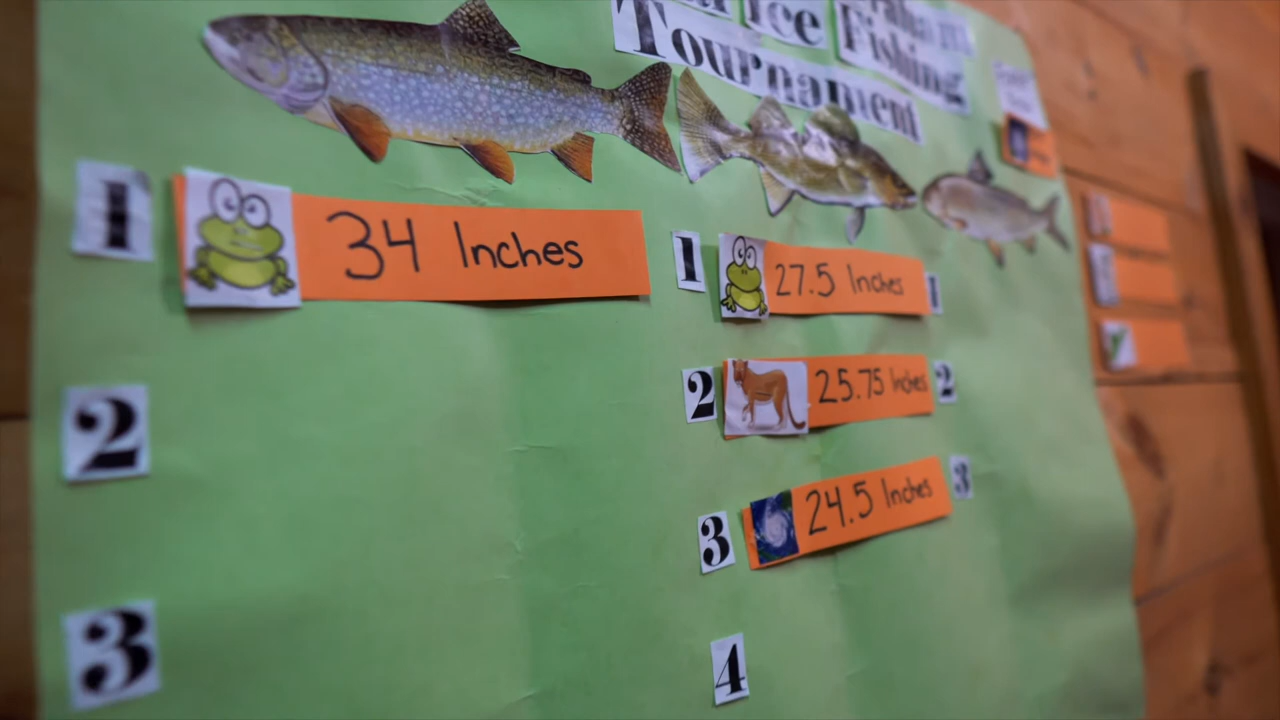 Ice
Fishing
Tournament
1
34 Inches
2
3
1
27.5 Inches
1
2
25.75 Inches
2
3
24.5 Inches
3
4